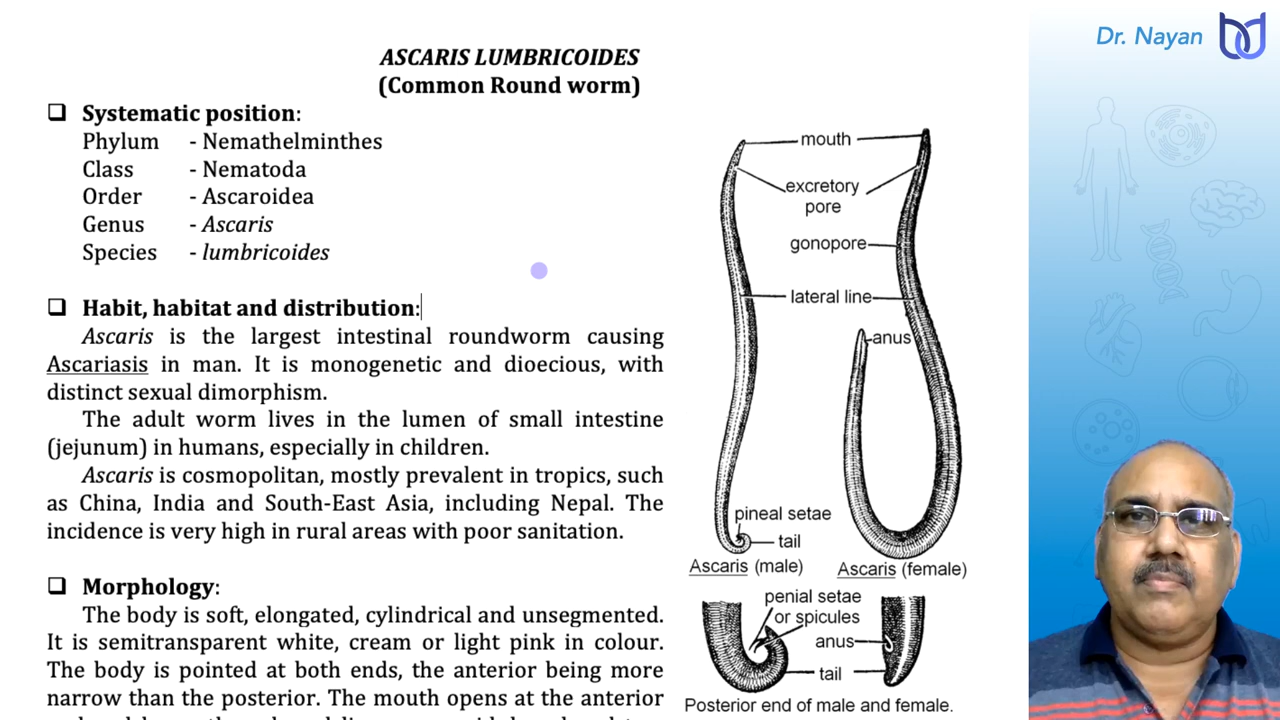 ASCARIS LUMBRICOIDES
(Common Round worm)
❑ Systematic position:
Phylum - Nemathelminthes
Class - Nematoda
Order - Ascaroidea
Genus - Ascaris
Species - lumbricoides
❑ Habit, habitat and distribution:
Ascaris is the largest intestinal roundworm causing
Ascariasis in man. It is monogenetic and dioecious, with
distinct sexual dimorphism.
The adult worm lives in the lumen of small intestine
(jejunum) in humans, especially in children.
Ascaris is cosmopolitan, mostly prevalent in tropics, such
as China, India and South-East Asia, including Nepal. The
incidence is very high in rural areas with poor sanitation.
❑ Morphology:
The body is soft, elongated, cylindrical and unsegmented.
It is semitransparent white, cream or light pink in colour.
The body is pointed at both ends, the anterior being more
narrow than the posterior. The mouth opens at the anterior
mouth
excretory
pore
gonopore
lateral line
anus
pineal setae
tail
Ascaris (male)
Ascaris (female)
penial setae
or spicules
anus
tail
Posterior end of male and female.
Dr. Nayan